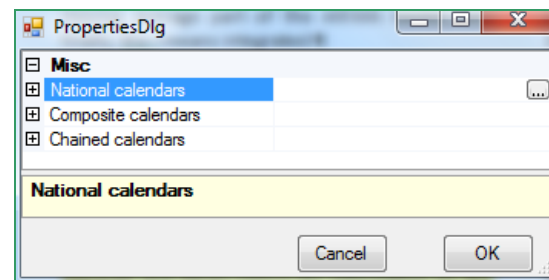 PropertiesDlg
Misc
National calendars
...
Composite calendars
Chained calendars
National calendars
Cancel
OK